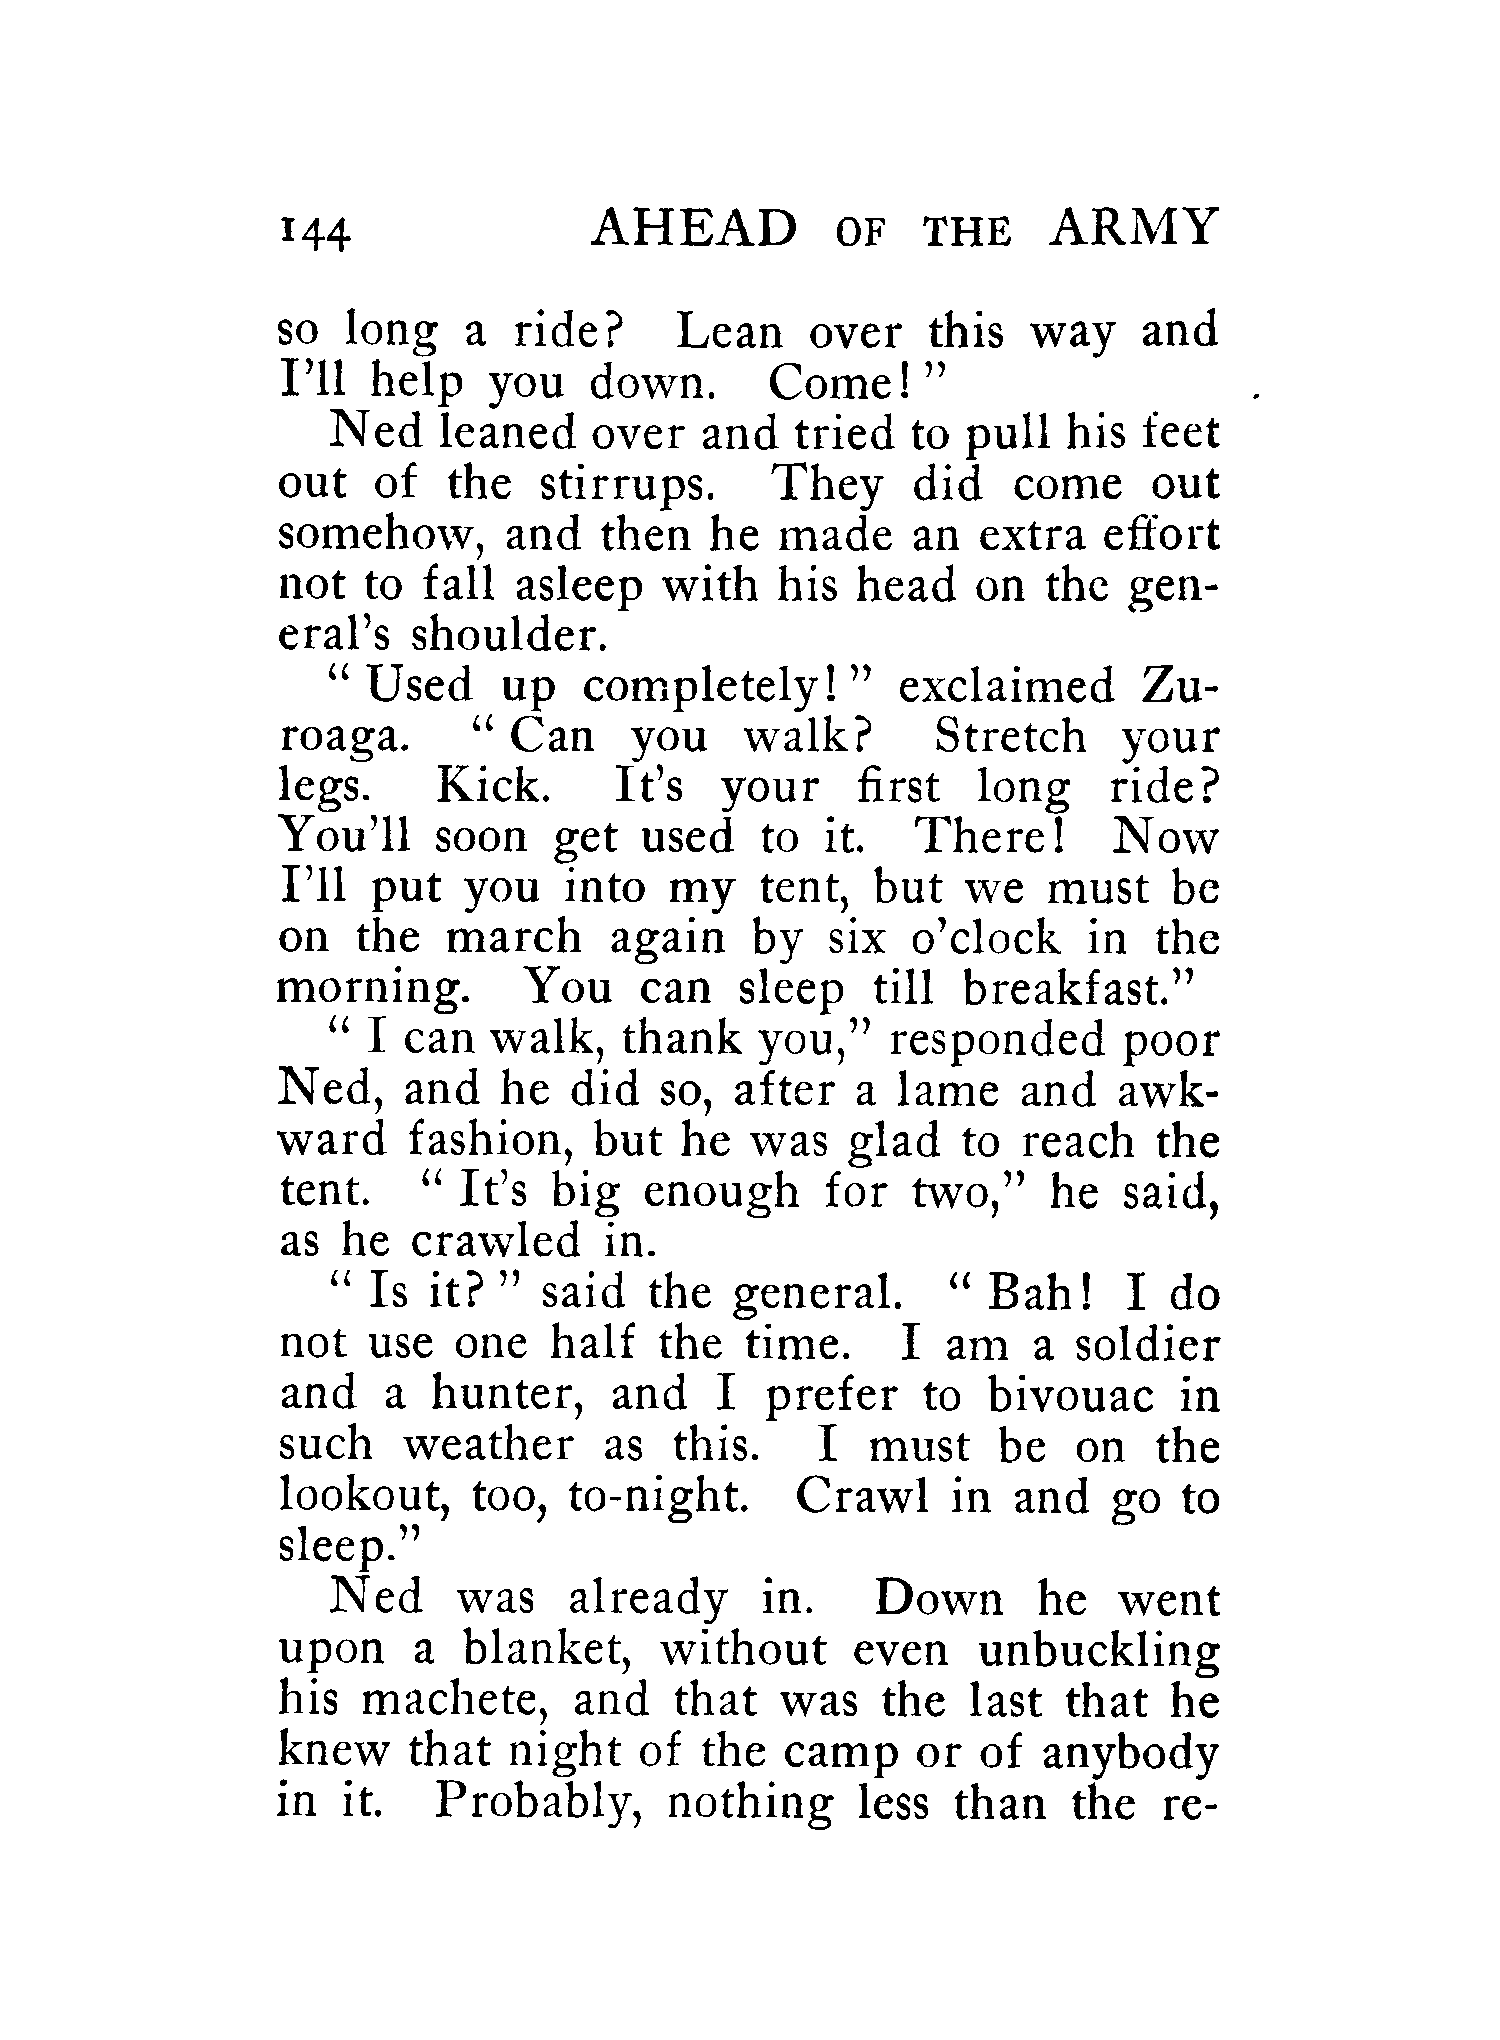 144 AHEAD OF THE ARMY
so long a ride? Lean over this way and
I'll help you down. Come!"
Ned leaned over and tried to pull his feet
out of the stirrups. They did come out
somehow, and then he made an extra effort
not to fall asleep with his head on the gen-
eral's shoulder.
"Used up completely!" exclaimed Zu-
roaga. "Can you walk? Stretch your
legs. Kick. It's your first long ride?
You'll soon get used to it. There! Now
I'll put you into my tent, but we must be
on the march again by six o'clock in the
morning. You can sleep till breakfast."
"I can walk, thank you," responded poor
Ned, and he did so, after a lame and awk-
ward fashion, but he was glad to reach the
tent. "It's big enough for two," he said,
as he crawled in.
"Is it?" said the general. "Bah! I do
not use one half the time. I am a soldier
and a hunter, and I prefer to bivouac in
such weather as this. I must be on the
lookout, too, to-night. Crawl in and go to
sleep."
Ned was already in. Down he went
upon a blanket, without even unbuckling
his machete, and that was the last that he
knew that night of the camp or of anybody
in it. Probably, nothing less than the re-